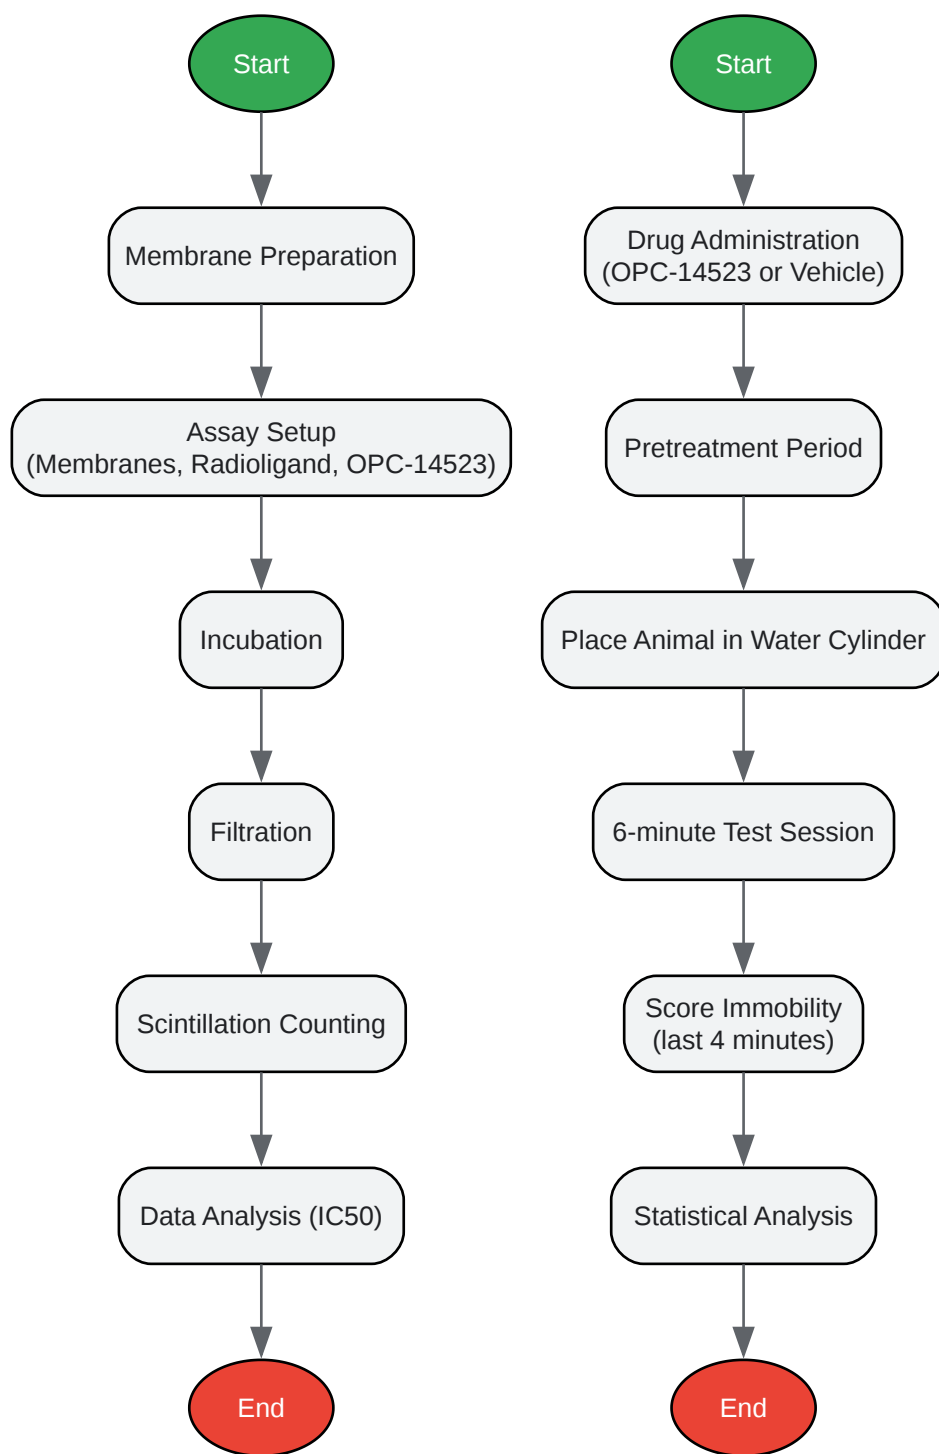 Start
Membrane Preparation
Assay Setup
(Membranes, Radioligand, OPC-14523)
Incubation
Filtration
Scintillation Counting
Data Analysis (IC50)
End
Start
Drug Administration
(OPC-14523 or Vehicle)
Pretreatment Period
Place Animal in Water Cylinder
6-minute Test Session
Score Immobility
(last 4 minutes)
Statistical Analysis
End